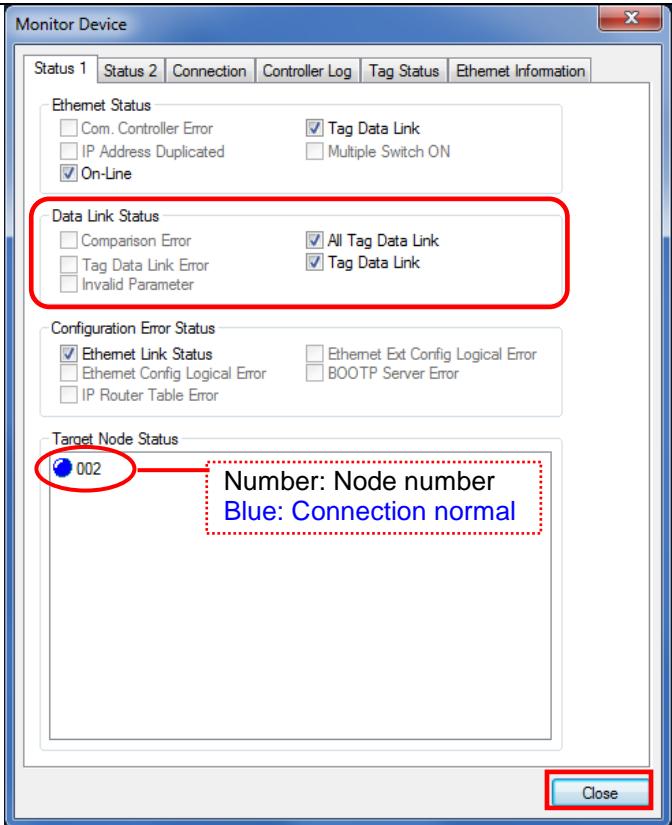 Monitor Device
Status 1 Status 2 Connection Controller Log Tag Status Ethernet Information
Ethernet Status
Com. Controller Error Tag Data Link
IP Address Duplicated Multiple Switch ON
On-Line
Data Link Status
Comparison Error All Tag Data Link
Tag Data Link Error Tag Data Link
Invalid Parameter
Configuration Error Status
Ethernet Link Status Ethernet Ext Config Logical Error
Ethernet Config Logical Error BOOTP Server Error
IP Router Table Error
Target Node Status
002
Number: Node number
Blue: Connection normal
Close